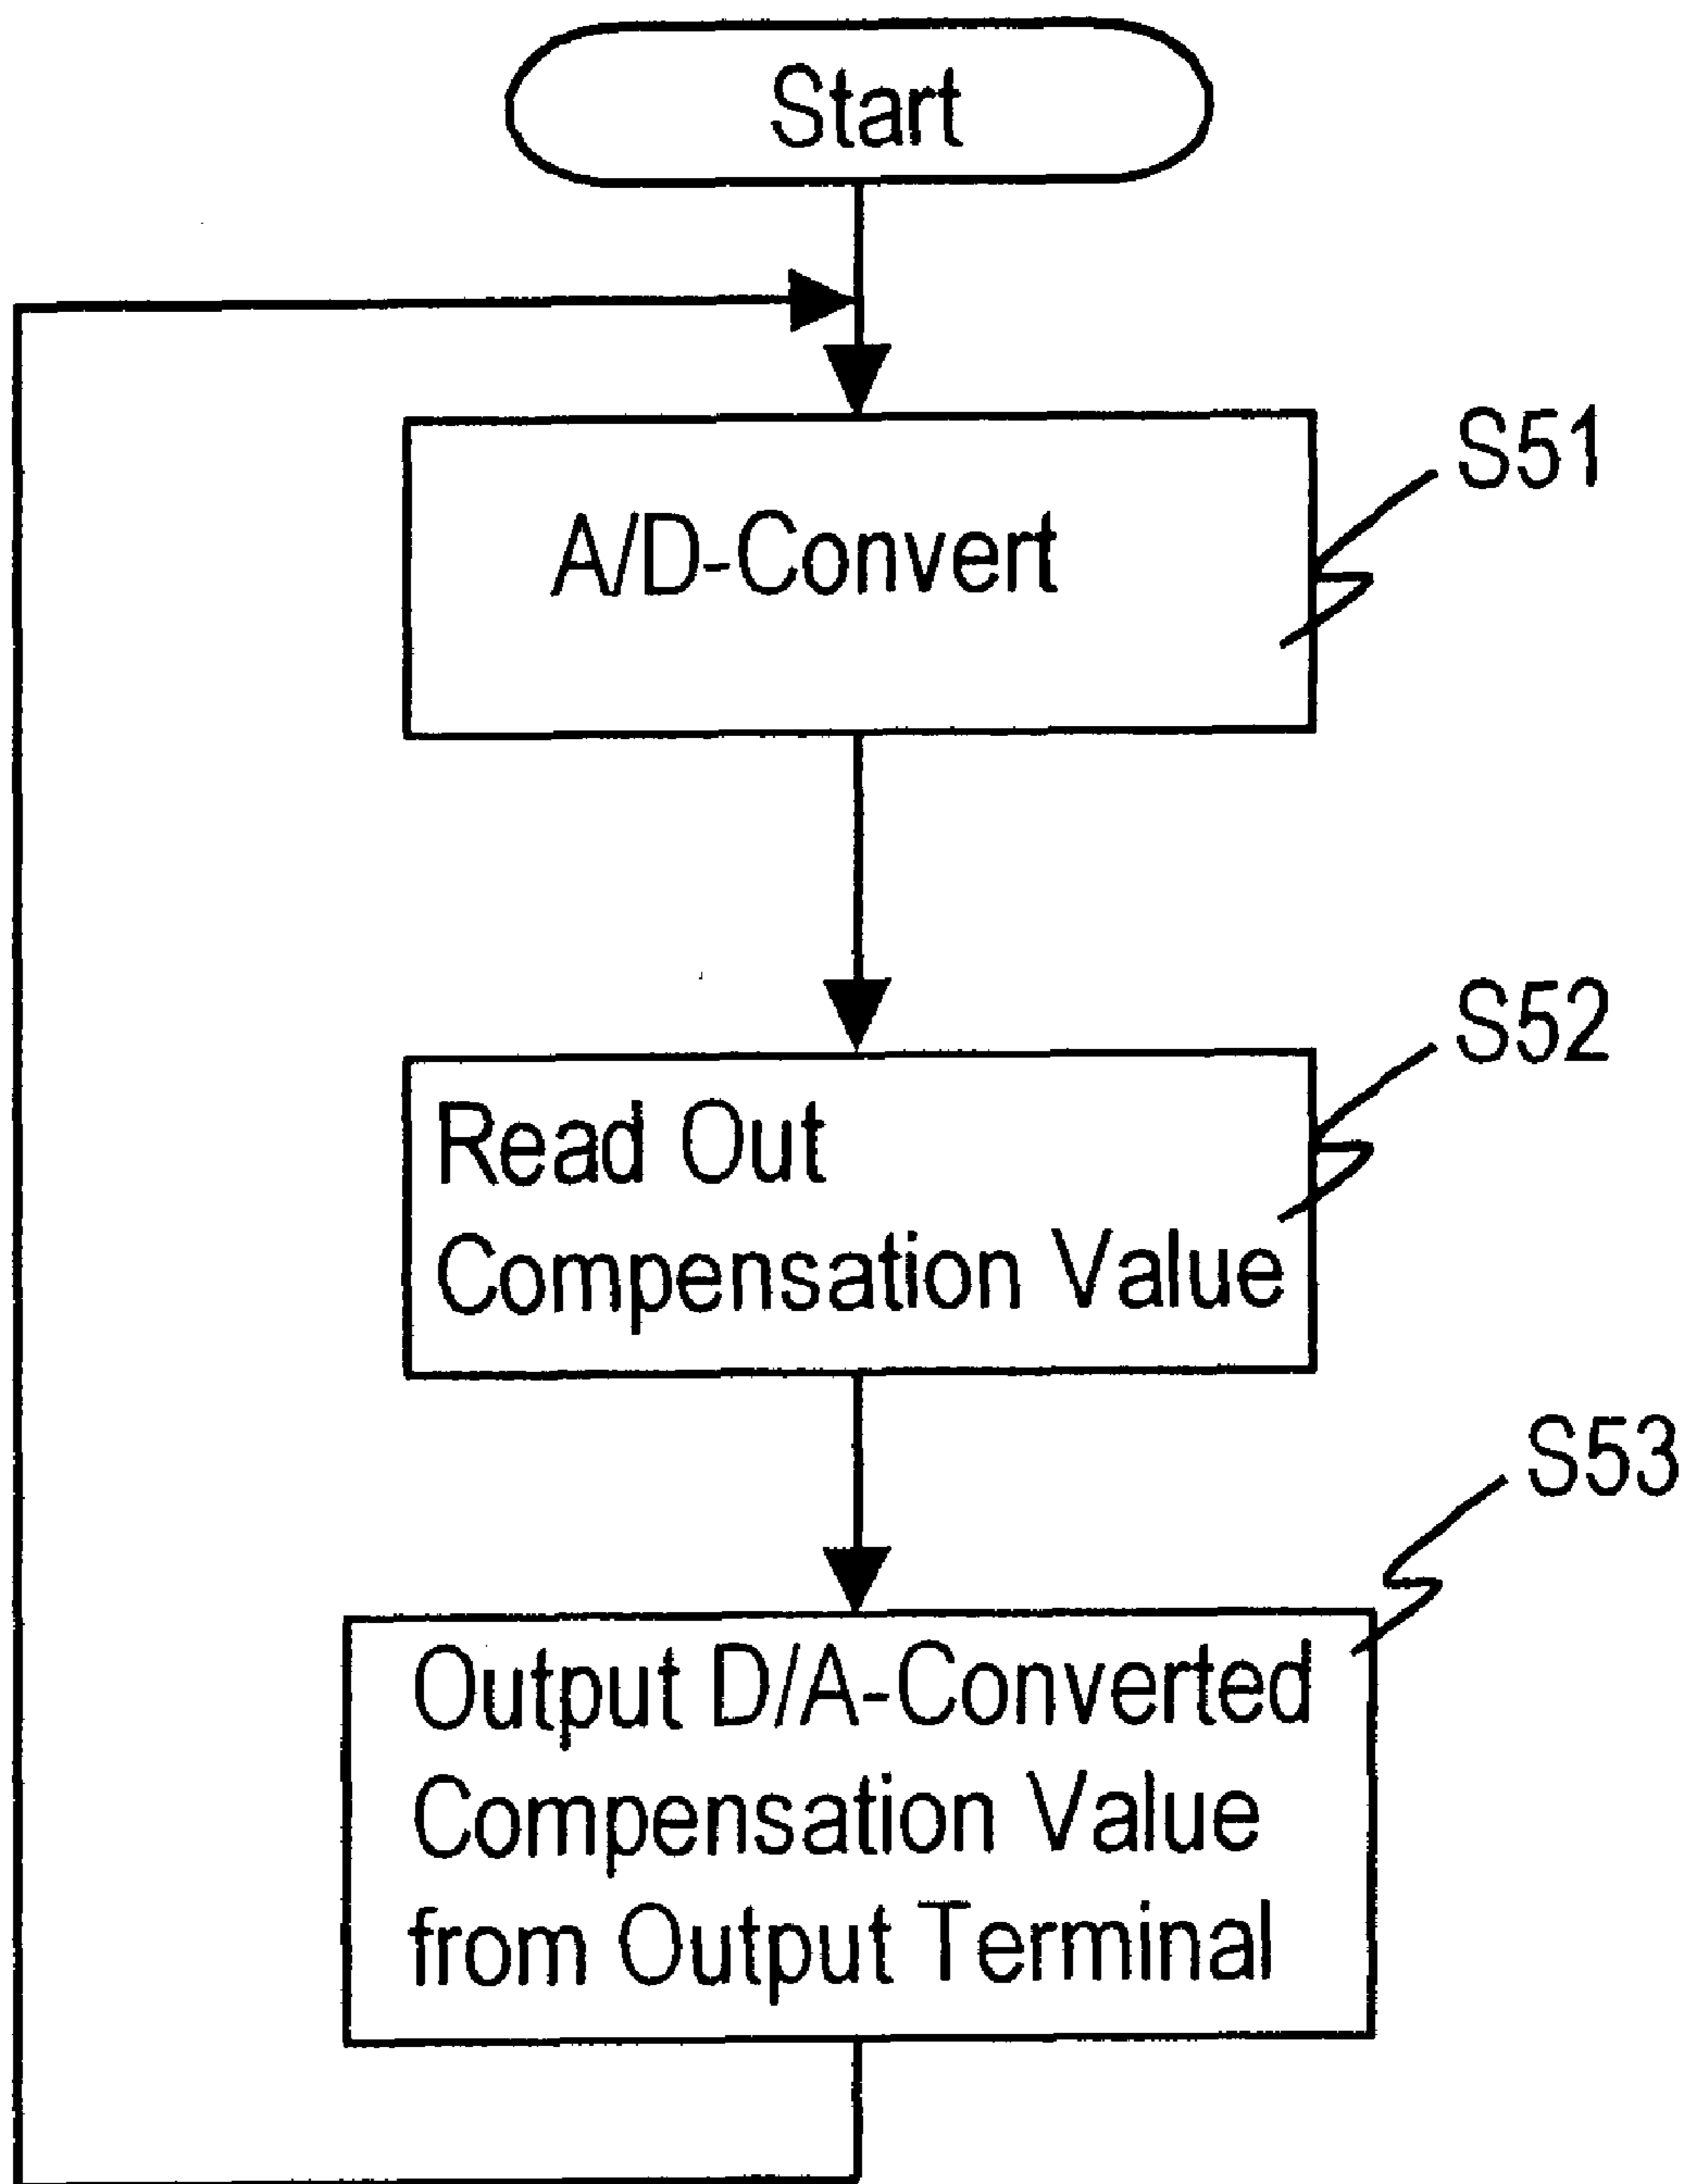 Start
A/D-Convert
S51
Read Out
Compensation Value
S52
Output D/A-Converted
Compensation Value
from Output Terminal
S53